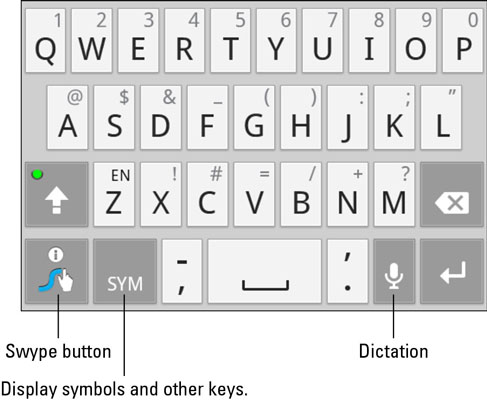 1 2 3 4 5 6 7 8 9 0
Q W E R T Y U I O P
@ $ & _ ( ) : ; ”
A S D F G H J K L
EN ! # = / + ?
Z X C V B N M
i - ’
SYM , .
Swype button
Dictation
Display symbols and other keys.